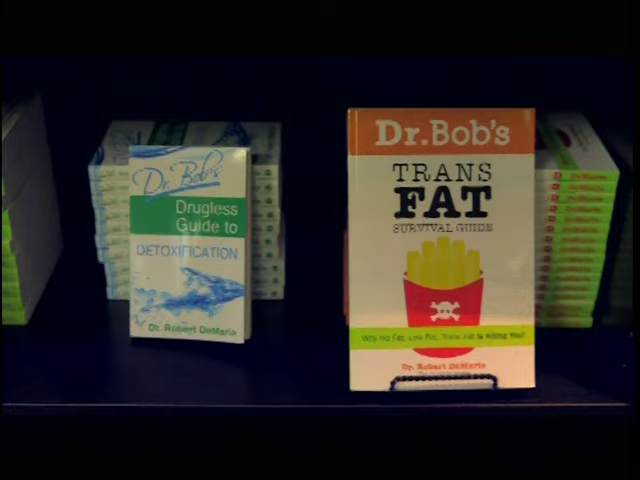 Dr. Bob's
Drugless
Guide to
DETOXIFICATION
Dr. Robert DeMaria
Dr. Bob's
TRANS
FAT
SURVIVAL GUIDE
Why No Fat, Low Fat, Trans Fat is Killing You!
Dr. Robert DeMaria